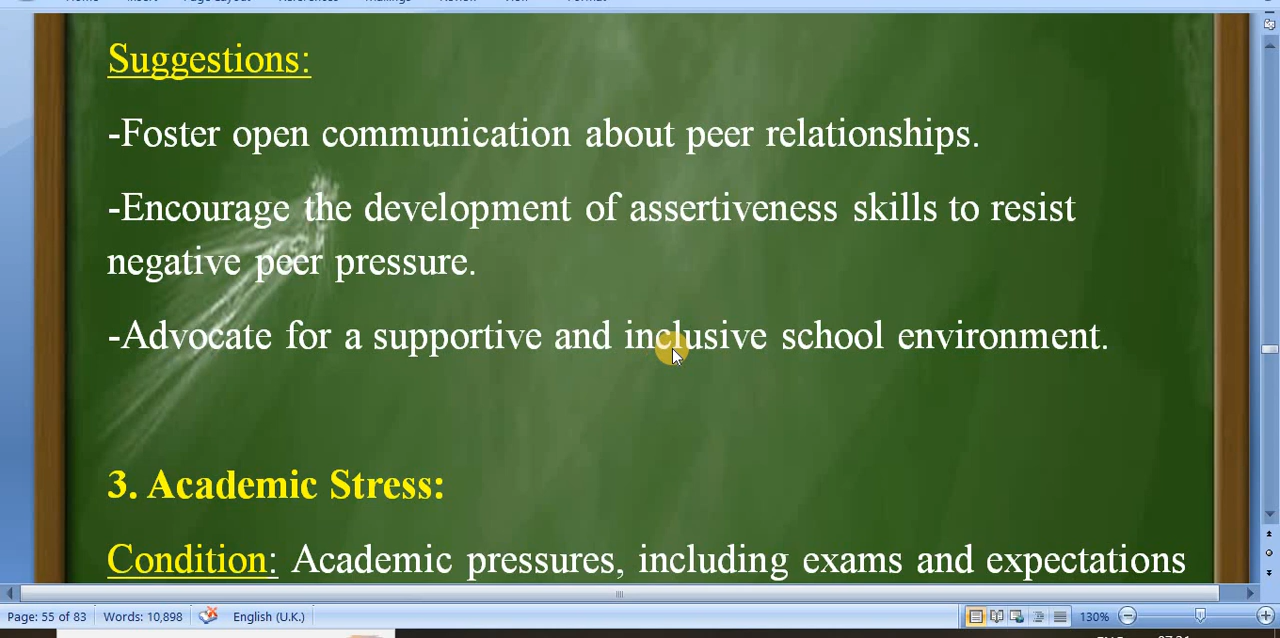 Suggestions:
-Foster open communication about peer relationships.
-Encourage the development of assertiveness skills to resist
negative peer pressure.
-Advocate for a supportive and inclusive school environment.
3. Academic Stress:
Condition: Academic pressures, including exams and expectations
Page: 55 of 83 Words: 10,898 English (U.K.) 130%